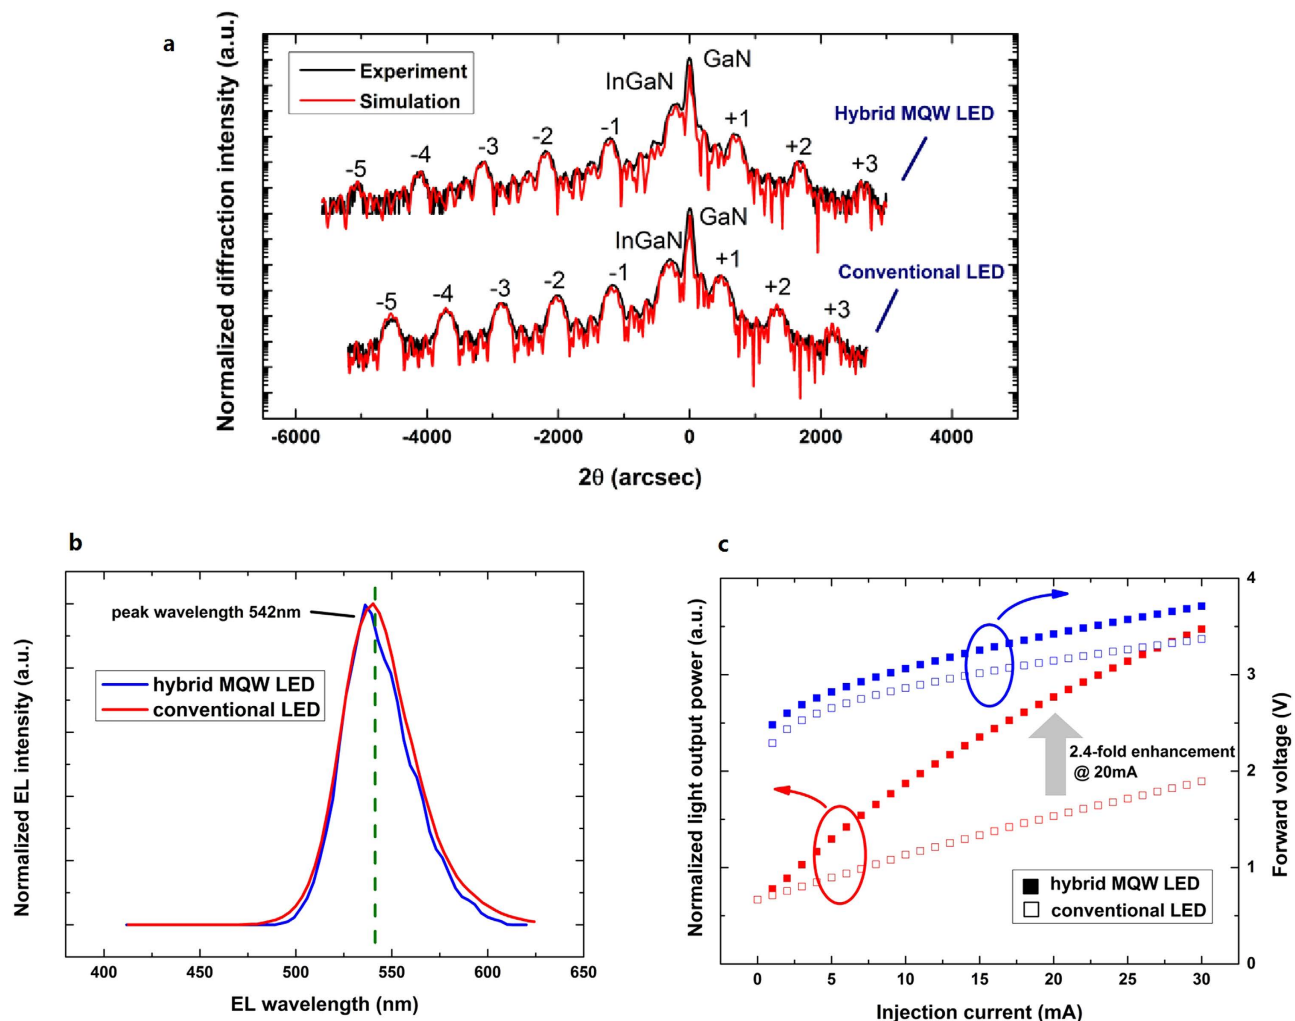 a
Normalized diffraction intensity (a.u.)
Experiment
Simulation
GaN
InGaN
-5
-4
-3
-2
-1
+1
+2
+3
Hybrid MQW LED
GaN
InGaN
-5
-4
-3
-2
-1
+1
+2
+3
Conventional LED
-6000
-4000
-2000
0
2000
4000
2θ (arcsec)
b
Normalized EL intensity (a.u.)
peak wavelength 542nm
hybrid MQW LED
conventional LED
400
450
500
550
600
650
EL wavelength (nm)
c
Normalized light output power (a.u.)
2.4-fold enhancement
@ 20mA
hybrid MQW LED
conventional LED
0
5
10
15
20
25
30
Injection current (mA)
4
3
2
1
0
Forward voltage (V)